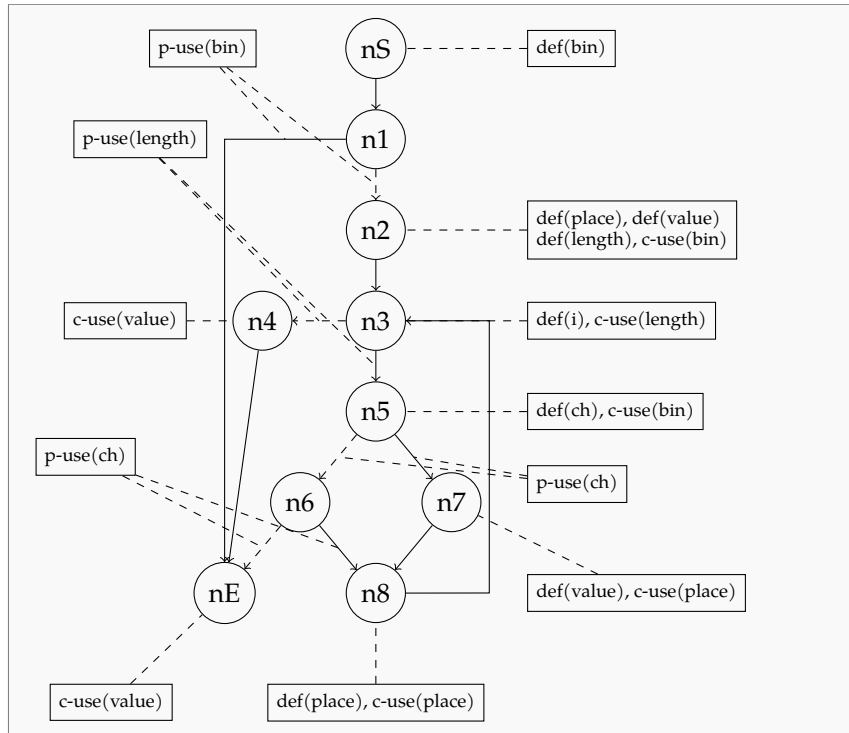 p-use(bin)
nS
def(bin)
p-use(length)
n1
n2
def(place), def(value)
def(length), c-use(bin)
c-use(value)
n4
n3
def(i), c-use(length)
n5
def(ch), c-use(bin)
p-use(ch)
p-use(ch)
n6
n7
nE
n8
def(value), c-use(place)
c-use(value)
def(place), c-use(place)